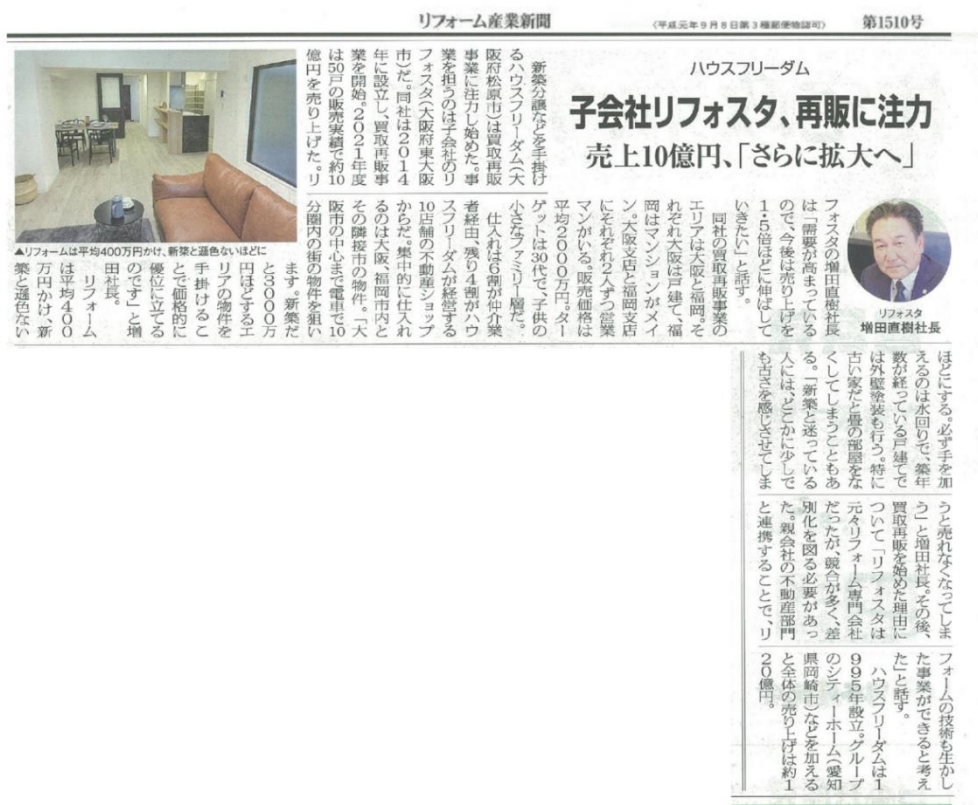 リフォーム産業新聞
(平成元年9月8日第3種郵便物認可)
第1510号
ハウスフリーダム
子会社リフォスタ、再販に注力
売上10億円、「さらに拡大へ」
新築分譲などを手掛け
るハウスフリーダム(大
阪府松原市)は買取再販
事業に注力し始めた。事
業を担うのは子会社のリ
フォスタ(大阪府東大阪
市)だ。同社は2014
年に設立し、買取再販事
業を開始。2021年度
は50戸の販売実績で約10
億円を売り上げた。リ
フォスタの増田直樹社長
は「需要が高まっている
ので、今後は売り上げを
1・5倍ほどに伸ばして
いきたい」と話す。
同社の買取再販事業の
エリアは大阪と福岡。そ
れぞれ大阪は戸建て、福
岡はマンションがメイ
ン。大阪支店と福岡支店
にそれぞれ2人ずつ営業
マンがいる。販売価格は
平均2000万円。ター
ゲットは30代で、子供の
小さなファミリー層だ。
仕入れは6割が仲介業
者経由、残り4割がハウ
スフリーダムが経営する
10店舗の不動産ショップ
からだ。集中的に仕入れ
るのは大阪、福岡市内と
その隣接市の物件。「大
阪市の中心まで電車で10
分圏内の街の物件を狙い
ます。新築だ
と3000万
円ほどするエ
リアの物件を
手掛けるこ
とで価格的に
優位に立てる
のです」と増
田社長。
リフォーム
は平均400
万円かけ、新
築と遜色ない
▲リフォームは平均400万円かけ、新築と遜色ないほどに
リフォスタ
増田直樹社長
ほどにする。必ず手を加
えるのは水回りで、築年
数が経っている戸建てで
は外壁塗装も行う。特に
古い家だと畳の部屋をな
くしてしまうこともあ
る。「新築と迷っている
人には、どこかに少しで
も古さを感じさせてしま
うと売れなくなってしま
う」と増田社長。その後、
買取再販を始めた理由に
ついて「リフォスタは
元々リフォーム専門会社
だったが、競合が多く、差
別化を図る必要があっ
た。親会社の不動産部門
と連携することで、リ
フォームの技術も生かし
た事業ができると考え
た」と話す。
ハウスフリーダムは1
995年設立。グループ
のシティーホーム(愛知
県岡崎市)などを加える
と全体の売り上げは約1
20億円。